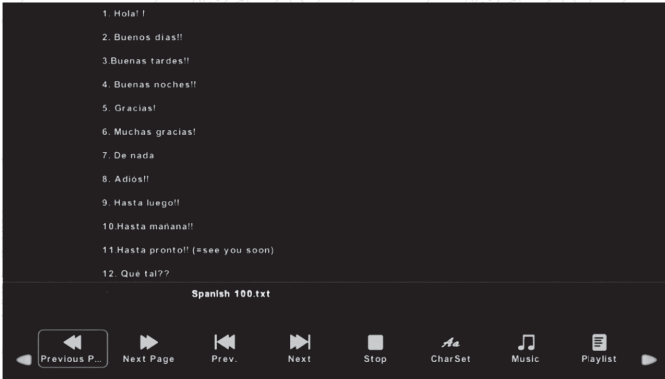 1. Hola! !
2. Buenos días!!
3.Buenas tardes!!
4. Buenas noches!!
5. Gracias!
6. Muchas gracias!
7. De nada
8. Adiós!!
9. Hasta luego!!
10.Hasta mañana!!
11.Hasta pronto!! (=see you soon)
12. Qué tal??
Spanish 100.txt
Previous P... Next Page Prev. Next Stop CharSet Music Playlist